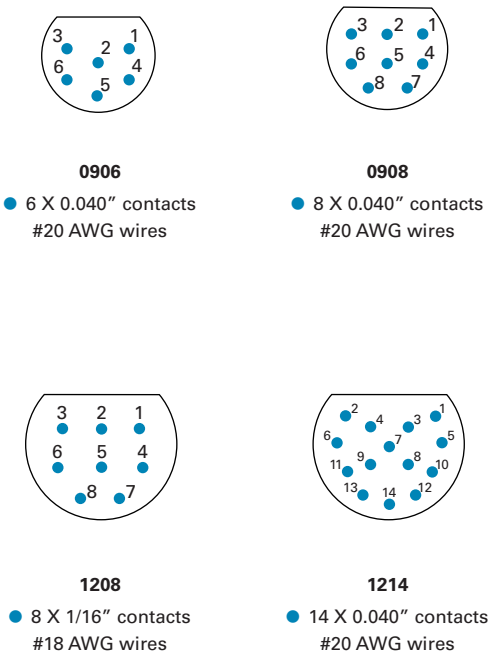 3 1
2
6 4
5
0906
6 X 0.040” contacts
#20 AWG wires
3 2 1
6 5 4
8 7
0908
8 X 0.040” contacts
#20 AWG wires
3 2 1
6 5 4
8 7
1208
8 X 1/16” contacts
#18 AWG wires
2 1
4 3
6 7 5
9 8
11 10
13 14 12
1214
14 X 0.040” contacts
#20 AWG wires